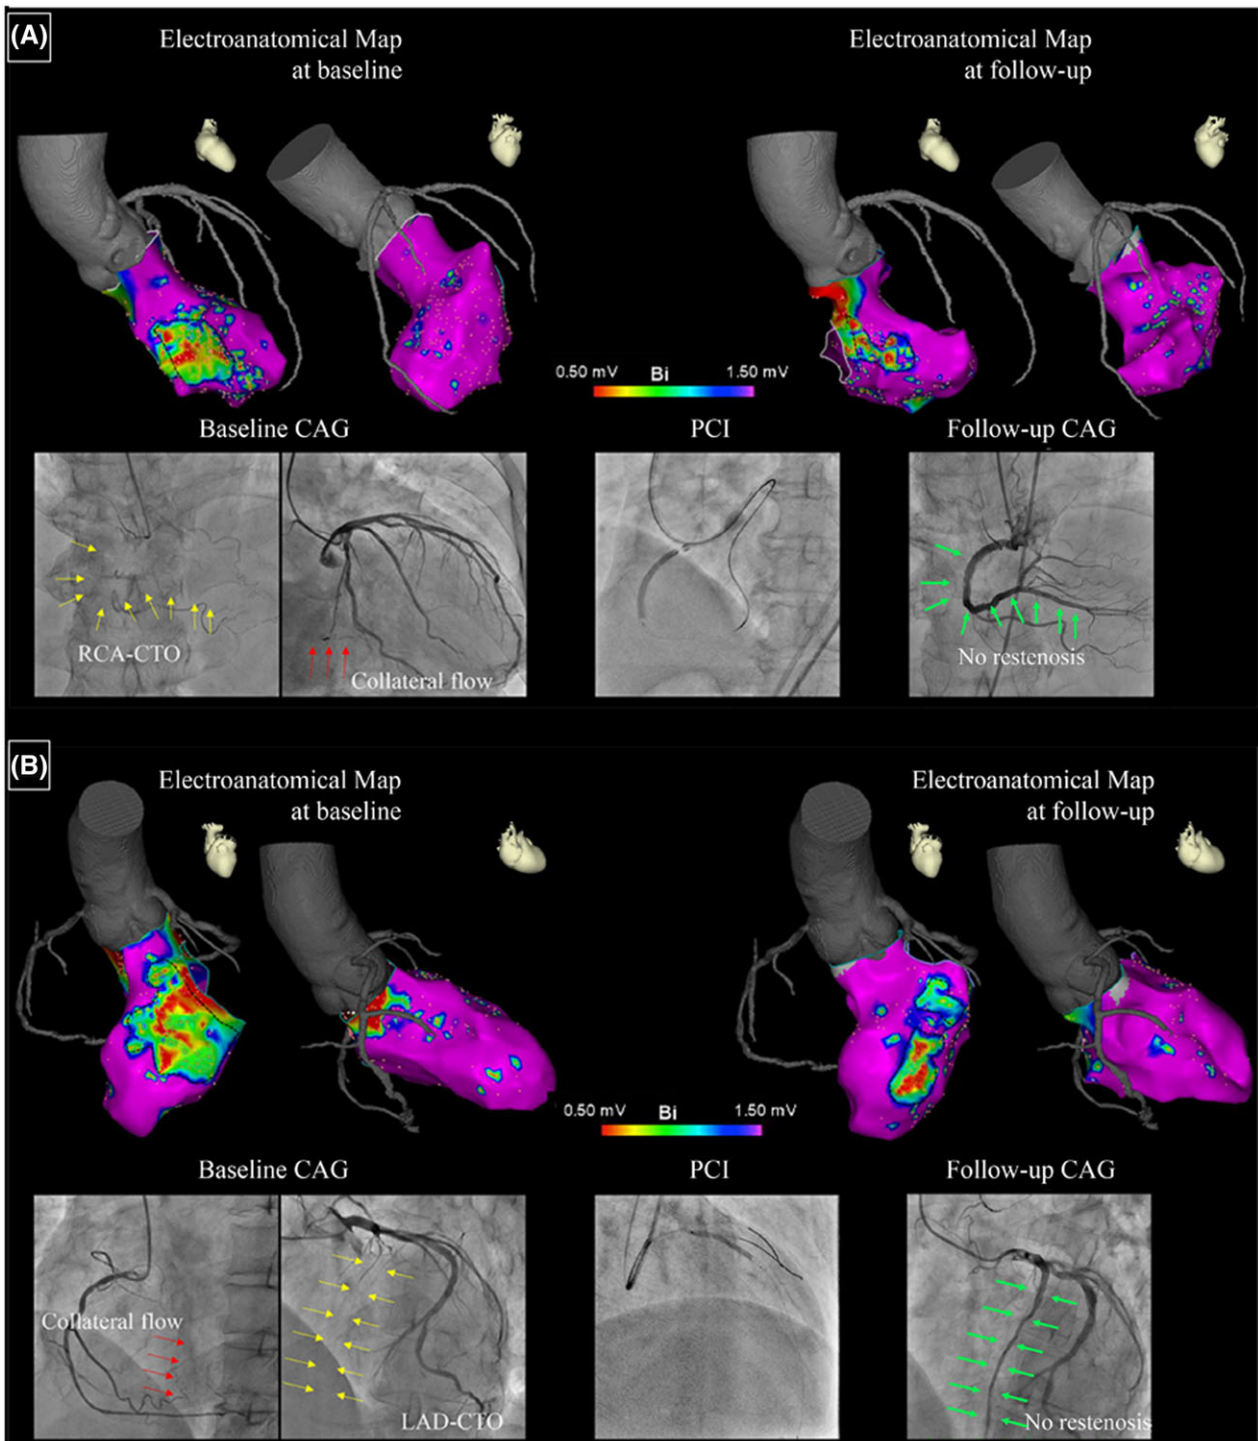 (A)
Electroanatomical Map
at baseline
Electroanatomical Map
at follow-up
0.50 mV Bi 1.50 mV
Baseline CAG
PCI
Follow-up CAG
RCA-CTO
Collateral flow
No restenosis
(B)
Electroanatomical Map
at baseline
Electroanatomical Map
at follow-up
0.50 mV Bi 1.50 mV
Baseline CAG
PCI
Follow-up CAG
Collateral flow
LAD-CTO
No restenosis